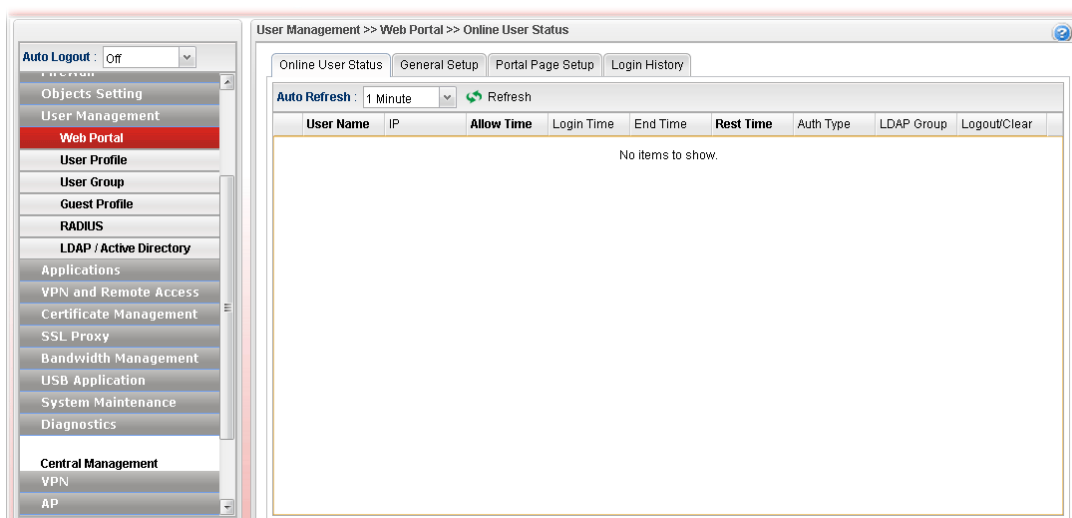 User Management >> Web Portal >> Online User Status
Auto Logout : Off
Objects Setting
User Management
Web Portal
User Profile
User Group
Guest Profile
RADIUS
LDAP / Active Directory
Applications
VPN and Remote Access
Certificate Management
SSL Proxy
Bandwidth Management
USB Application
System Maintenance
Diagnostics
Central Management
VPN
AP
Online User Status General Setup Portal Page Setup Login History
Auto Refresh : 1 Minute Refresh
User Name IP Allow Time Login Time End Time Rest Time Auth Type LDAP Group Logout/Clear
No items to show.